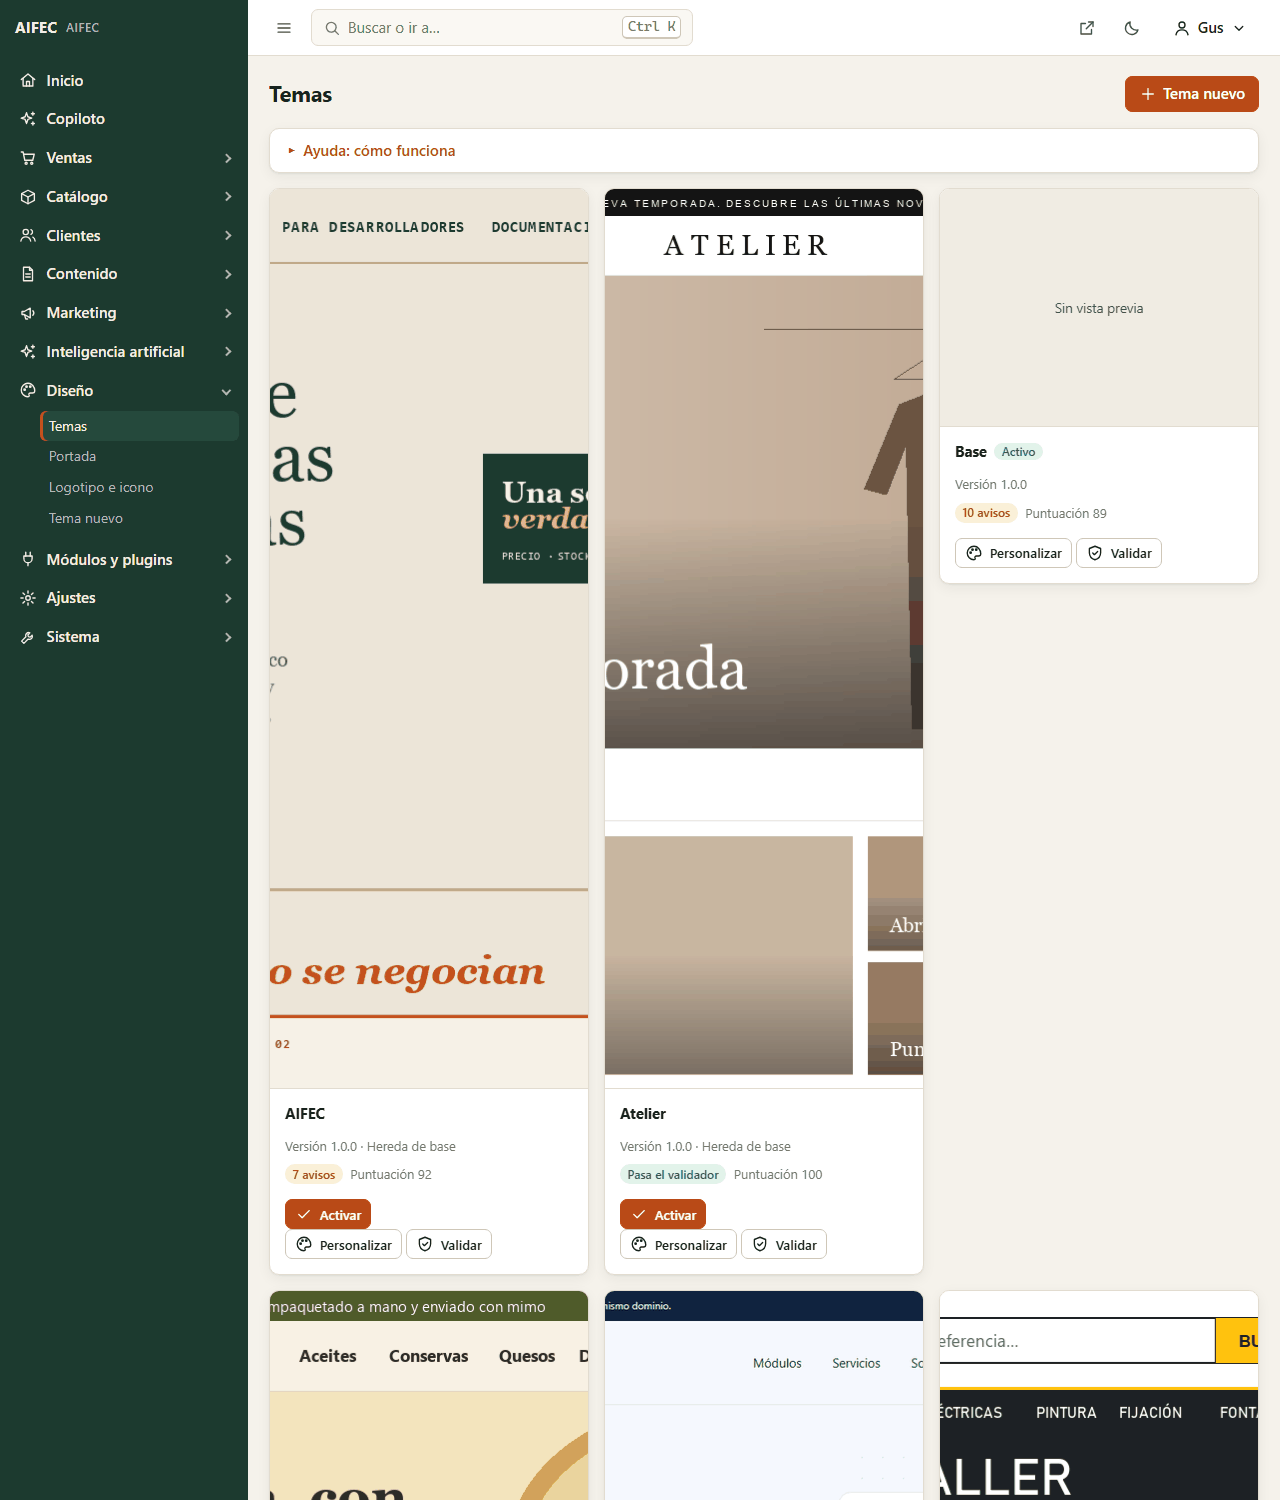 AIFEC AIFEC
Inicio
Copiloto
Ventas
Catálogo
Clientes
Contenido
Marketing
Inteligencia artificial
Diseño
Temas
Portada
Logotipo e icono
Tema nuevo
Módulos y plugins
Ajustes
Sistema
Buscar o ir a...
Ctrl K
Gus
Temas
Tema nuevo
Ayuda: cómo funciona
PARA DESARROLLADORES DOCUMENTACI
e
as
as
Una s
verda
PRECIO · STOCK
co
y
o se negocian
02
AIFEC
Versión 1.0.0 · Hereda de base
7 avisos Puntuación 92
Activar
Personalizar Validar
EVA TEMPORADA. DESCUBRE LAS ÚLTIMAS NOV
ATELIER
orada
Abr
Pun
Atelier
Versión 1.0.0 · Hereda de base
Pasa el validador Puntuación 100
Activar
Personalizar Validar
Sin vista previa
Base Activo
Versión 1.0.0
10 avisos Puntuación 89
Personalizar Validar
mpaquetado a mano y enviado con mimo
Aceites Conservas Quesos D
con
mismo dominio.
Módulos Servicios So
eferencia...
BU
ÉCTRICAS PINTURA FIJACIÓN FONTA
ALLER